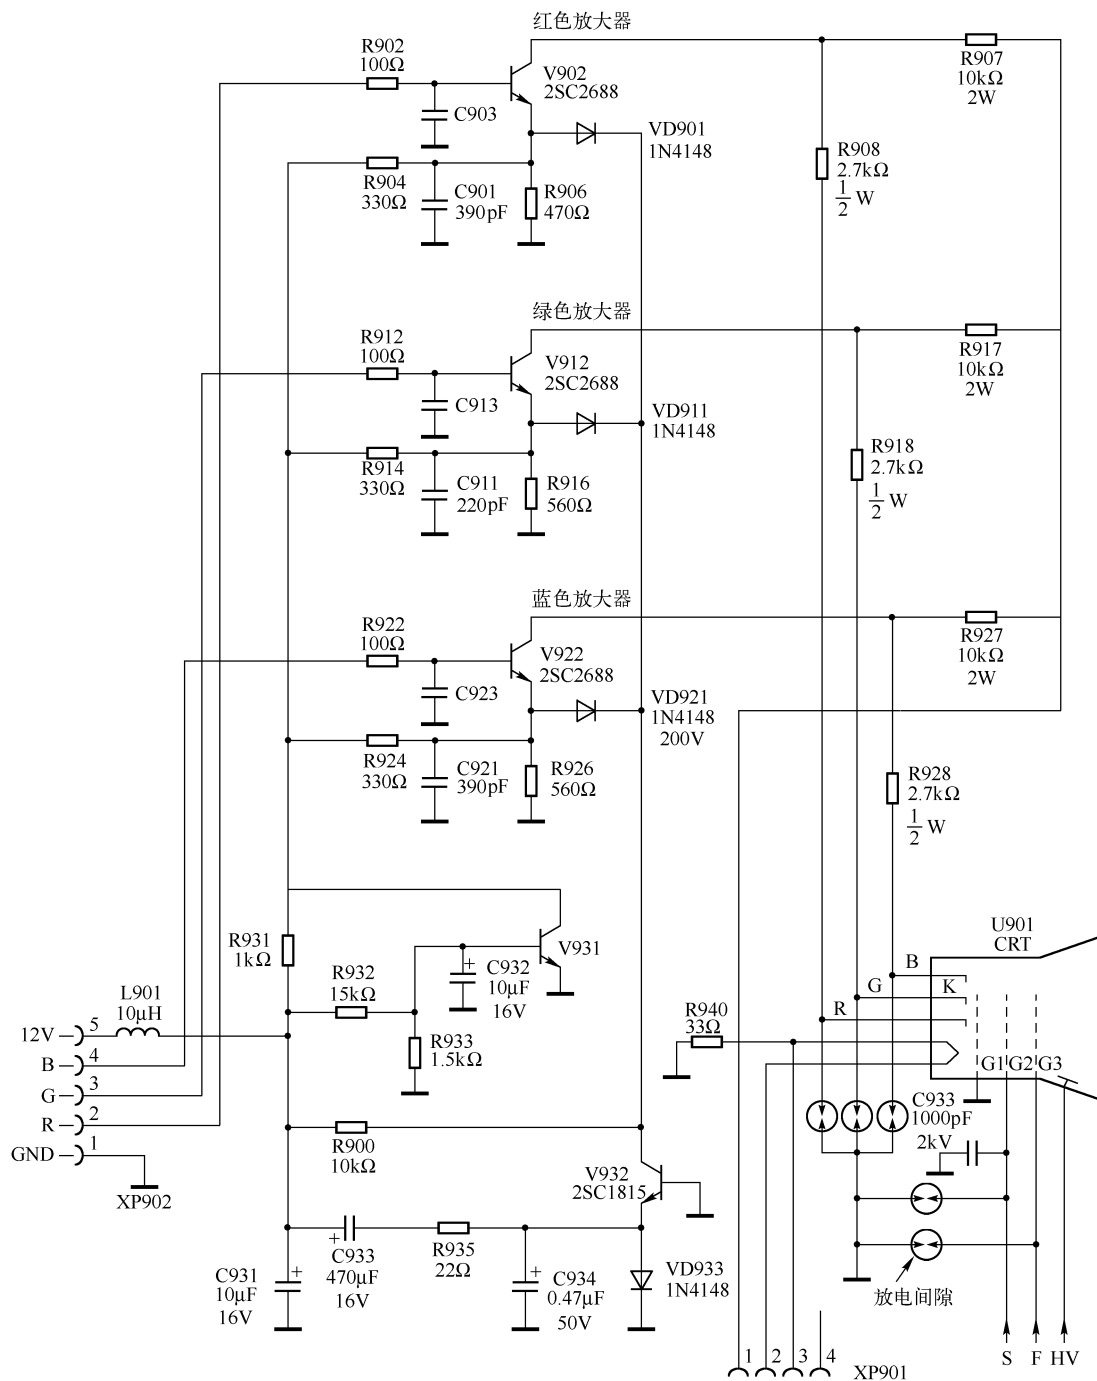 红色放大器
R902
100Ω
V902
2SC2688
C903
VD901
1N4148
R904
330Ω
C901
390pF
R906
470Ω
R907
10kΩ
2W
R908
2.7kΩ
1/2 W
绿色放大器
R912
100Ω
V912
2SC2688
C913
VD911
1N4148
R914
330Ω
C911
220pF
R916
560Ω
R917
10kΩ
2W
R918
2.7kΩ
1/2 W
蓝色放大器
R922
100Ω
V922
2SC2688
C923
VD921
1N4148
200V
R924
330Ω
C921
390pF
R926
560Ω
R927
10kΩ
2W
R928
2.7kΩ
1/2 W
R931
1kΩ
V931
R932
15kΩ
C932
+
10μF
16V
R933
1.5kΩ
L901
10μH
12V 5
B 4
G 3
R 2
GND 1
XP902
R900
10kΩ
V932
2SC1815
+
C933
470μF
16V
R935
22Ω
C931
+
10μF
16V
+
C934
0.47μF
50V
VD933
1N4148
U901
CRT
B
G
K
R
R940
33Ω
G1 G2 G3
C933
1000pF
2kV
放电间隙
S F HV
1 2 3 4
XP901